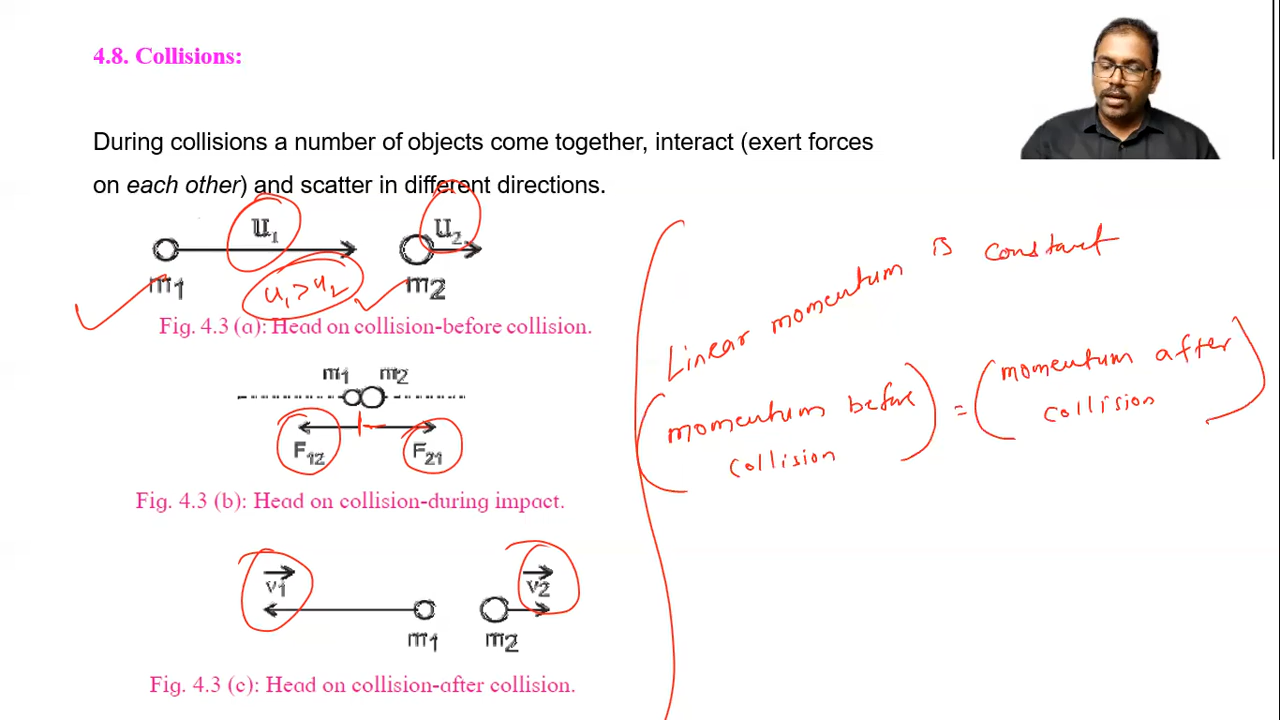 4.8. Collisions:
During collisions a number of objects come together, interact (exert forces
on each other) and scatter in different directions.
u1 u2
m1 u1 > u2 m2
Fig. 4.3 (a): Head on collision-before collision.
m1 m2
F12 F21
Fig. 4.3 (b): Head on collision-during impact.
v1 v2
m1 m2
Fig. 4.3 (c): Head on collision-after collision.
Linear momentum is constant
(momentum before = (momentum after
collision) collision)